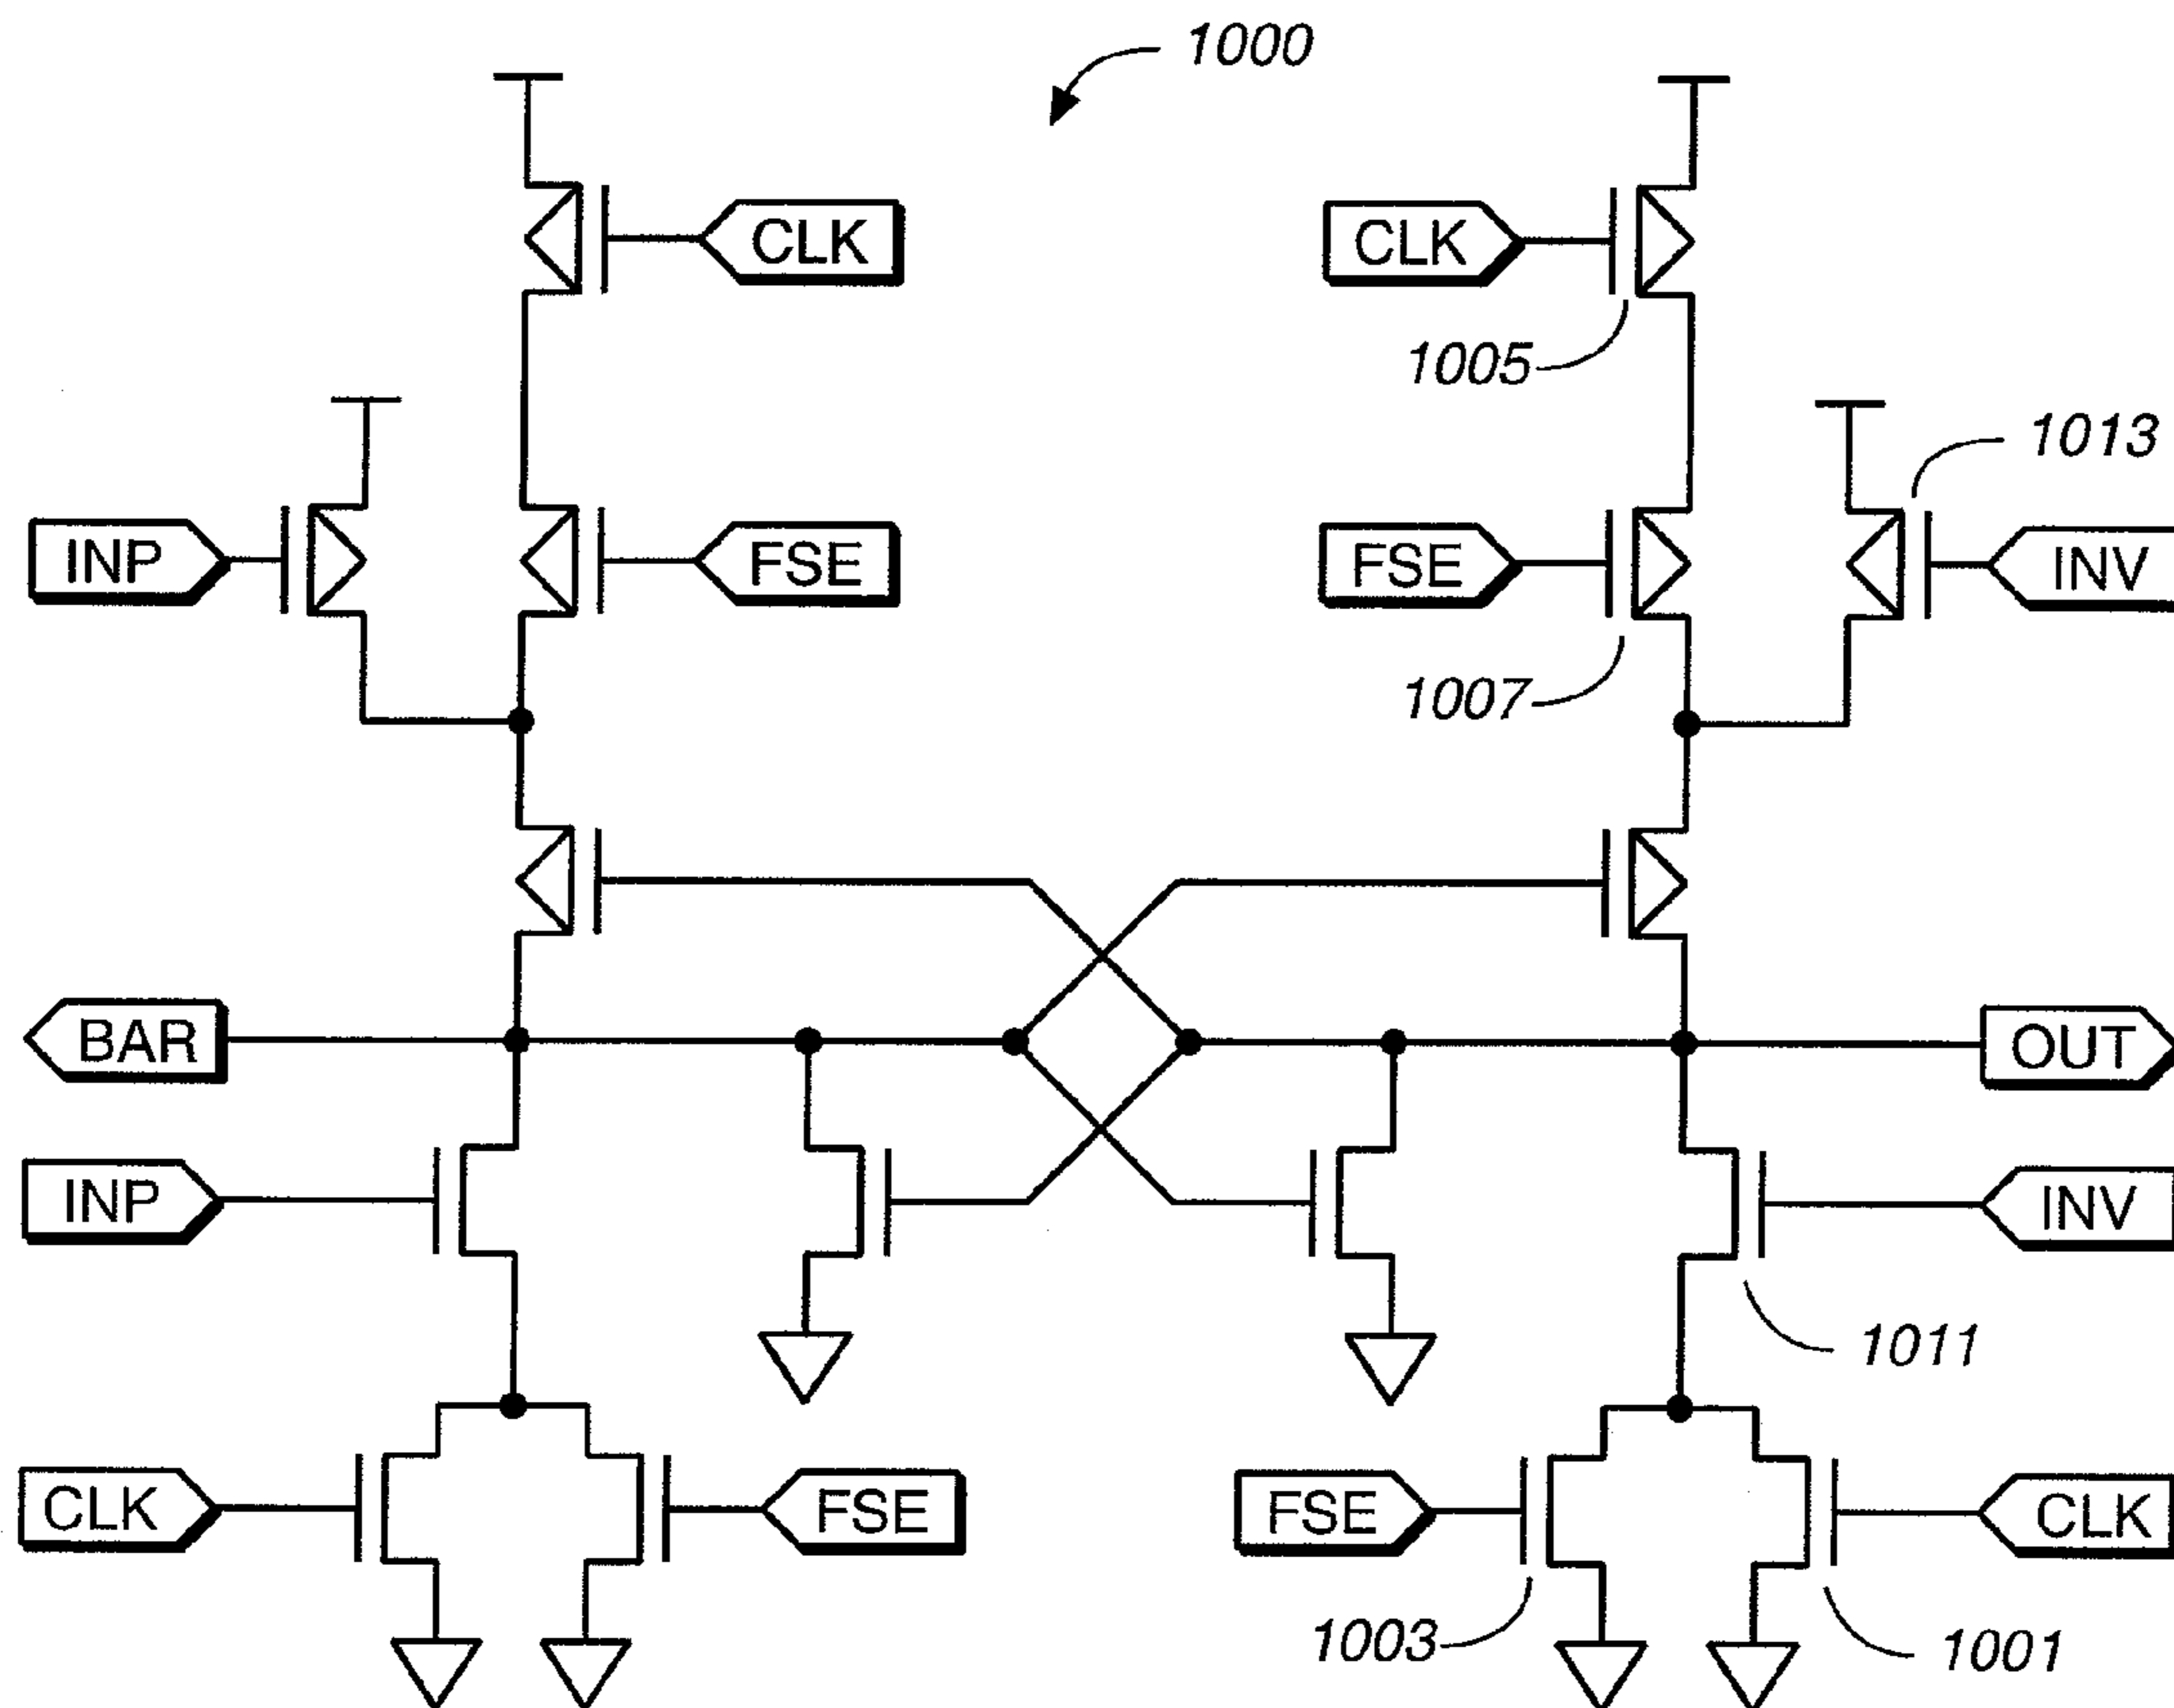 1000
CLK
CLK
1005
1013
INP
FSE
FSE
INV
1007
BAR
OUT
INP
INV
1011
CLK
FSE
FSE
CLK
1003
1001